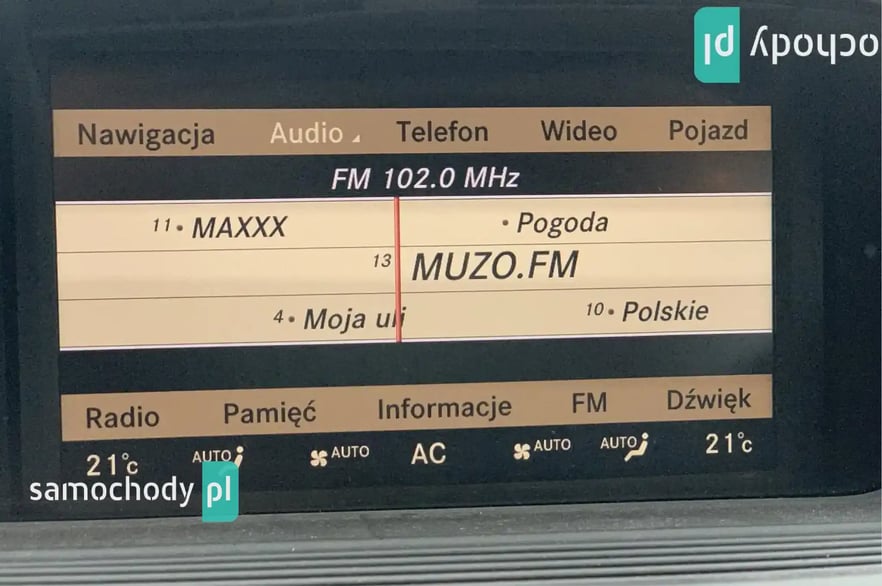 ochody pl
Nawigacja Audio Telefon Wideo Pojazd
FM 102.0 MHz
11 • MAXXX • Pogoda
13 MUZO.FM
4 • Moja uli 10 • Polskie
Radio Pamięć Informacje FM Dźwięk
21°c AUTO AUTO AC AUTO AUTO 21°c
samochody pl